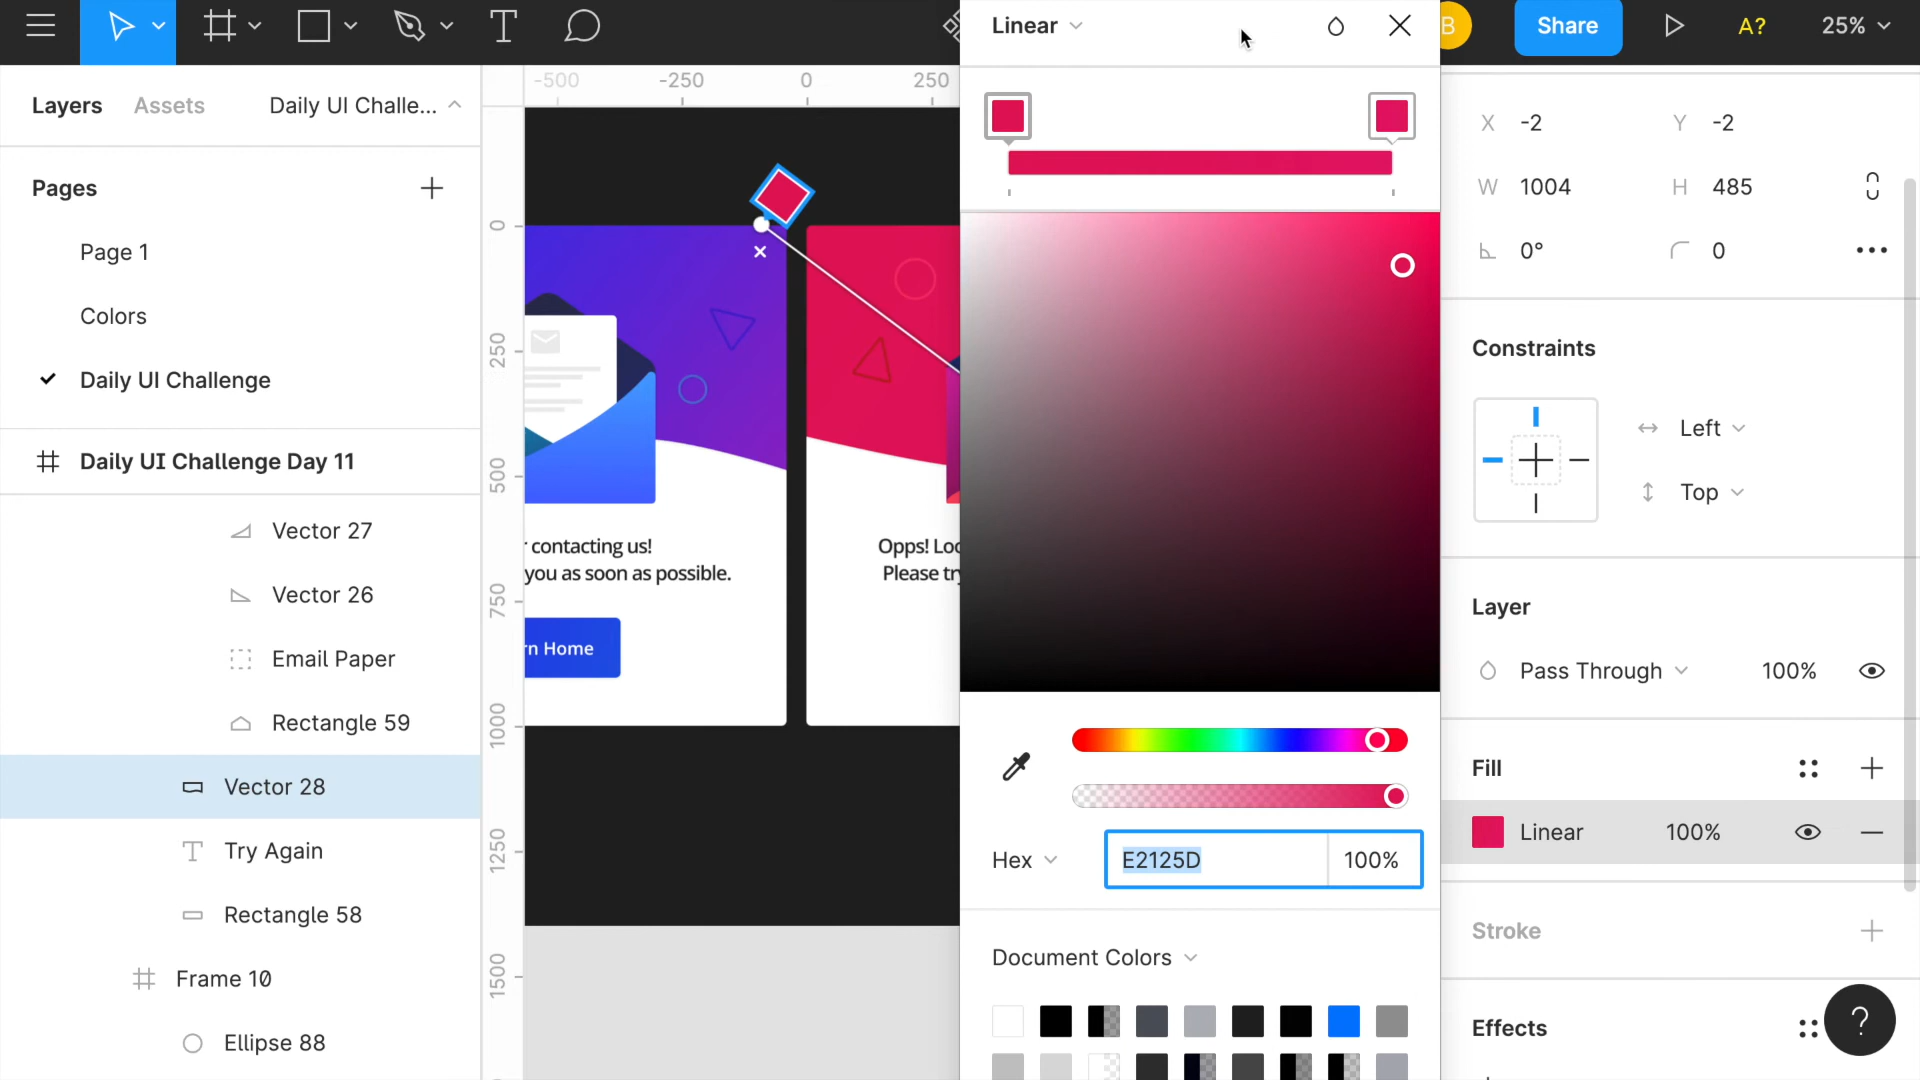 Linear
B
Share
A?
25%
Layers
Assets
Daily UI Challe...
-500
-250
0
250
X -2
Y -2
Pages
W 1004
H 485
Page 1
0° 0
Colors
Constraints
Daily UI Challenge
Left
Daily UI Challenge Day 11
Top
0
250
500
750
1000
1250
1500
Vector 27
Vector 26
Email Paper
Rectangle 59
Vector 28
Try Again
Rectangle 58
Frame 10
Ellipse 88
contacting us!
you as soon as possible.
n Home
Opps!
Please
Layer
Pass Through
100%
Fill
Linear
100%
Hex
E2125D
100%
Stroke
Document Colors
Effects
?